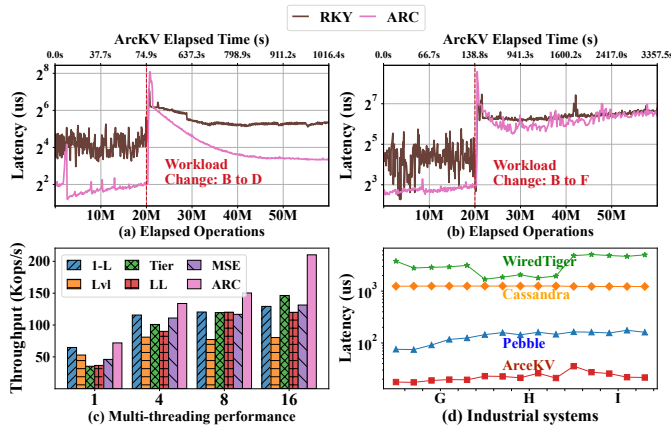 RKY ARC
ArcKV Elapsed Time (s)
0.0s 37.7s 74.9s 637.3s 798.9s 911.2s 1016.4s
Latency (us)
2^8
2^6
2^4
2^2
Workload
Change: B to D
10M 20M 30M 40M 50M
(a) Elapsed Operations
ArcKV Elapsed Time (s)
0.0s 66.7s 138.8s 941.3s 1600.2s 2417.0s 3357.5s
Latency (us)
2^7
2^5
2^3
Workload
Change: B to F
10M 20M 30M 40M 50M
(b) Elapsed Operations
Throughput (Kops/s)
200
150
100
50
1-L Tier MSE
Lvl LL ARC
1 4 8 16
(c) Multi-threading performance
Latency (us)
10^3
10^2
WiredTiger
Cassandra
Pebble
ArceKV
G H I
(d) Industrial systems